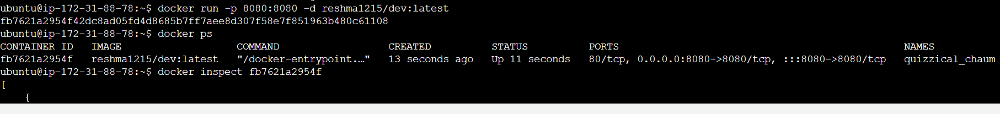 ubuntu@ip-172-31-88-78:~$ docker run -p 8080:8080 -d reshma1215/dev:latest
fb7621a2954f42dc8ad05fd4d8685b7ff7aee8d307f58e7f851963b480c61108
ubuntu@ip-172-31-88-78:~$ docker ps
CONTAINER ID   IMAGE                   COMMAND                  CREATED          STATUS          PORTS                                               NAMES
fb7621a2954f   reshma1215/dev:latest   "/docker-entrypoint.…"   13 seconds ago   Up 11 seconds   80/tcp, 0.0.0.0:8080->8080/tcp, :::8080->8080/tcp   quizzical_chaum
ubuntu@ip-172-31-88-78:~$ docker inspect fb7621a2954f
[
    {